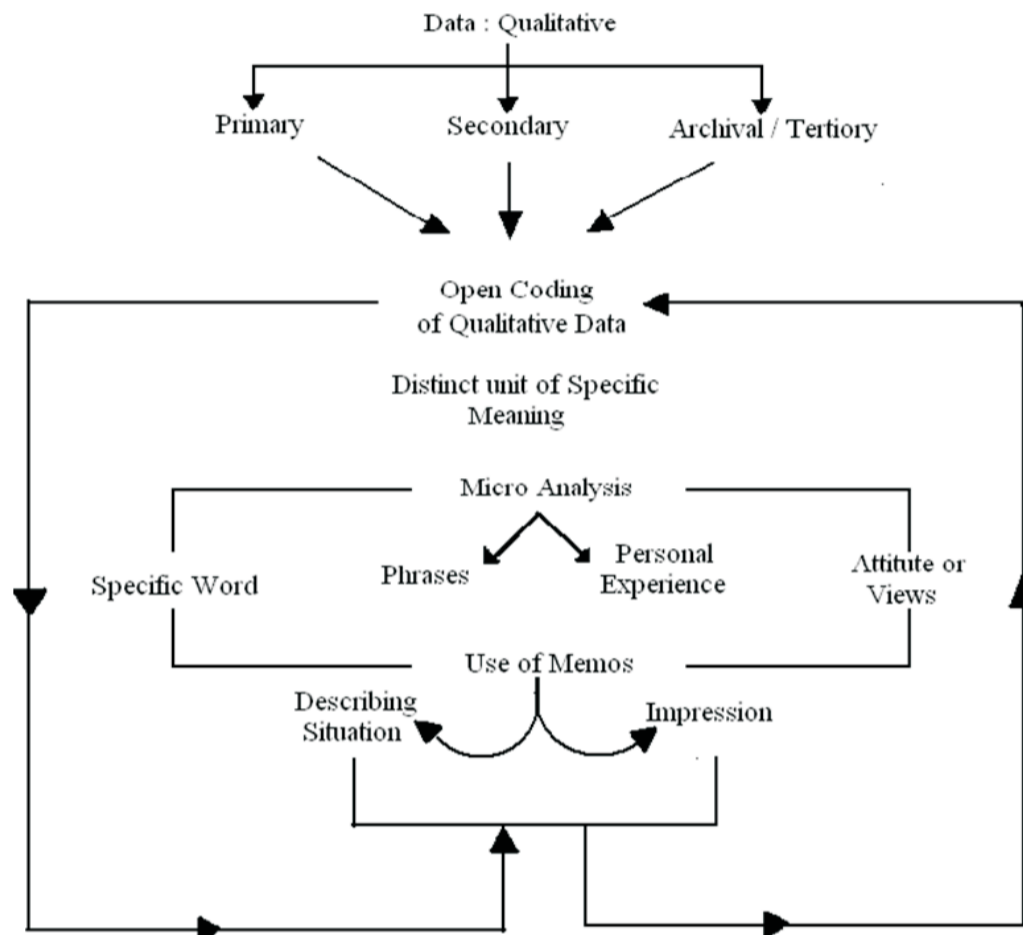 Data : Qualitative
Primary
Secondary
Archival / Tertiory
Open Coding
of Qualitative Data
Distinct unit of Specific
Meaning
Micro Analysis
Specific Word
Phrases
Personal
Experience
Attitute or
Views
Use of Memos
Describing
Situation
Impression